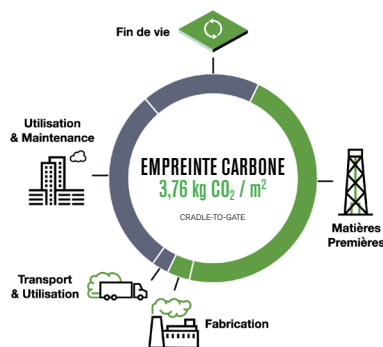 Fin de vie
Utilisation
& Maintenance
EMPREINTE CARBONE
3,76 kg CO₂ / m²
CRADLE-TO-GATE
Matières
Premières
Transport
& Utilisation
Fabrication